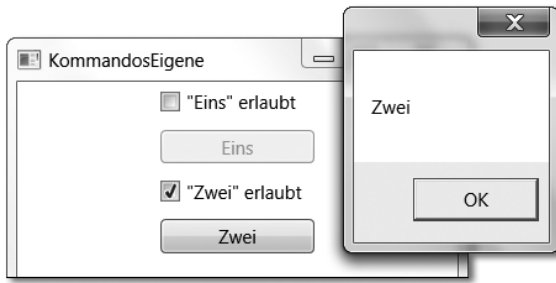 KommandosEigene
"Eins" erlaubt
Eins
"Zwei" erlaubt
Zwei
Zwei
OK